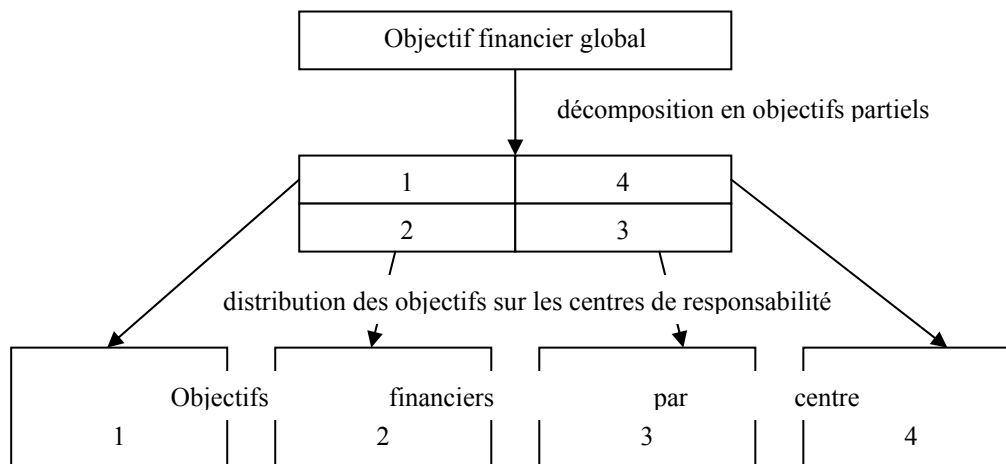 Objectif financier global
décomposition en objectifs partiels
1 4
2 3
distribution des objectifs sur les centres de responsabilité
Objectifs financiers par centre
1 2 3 4